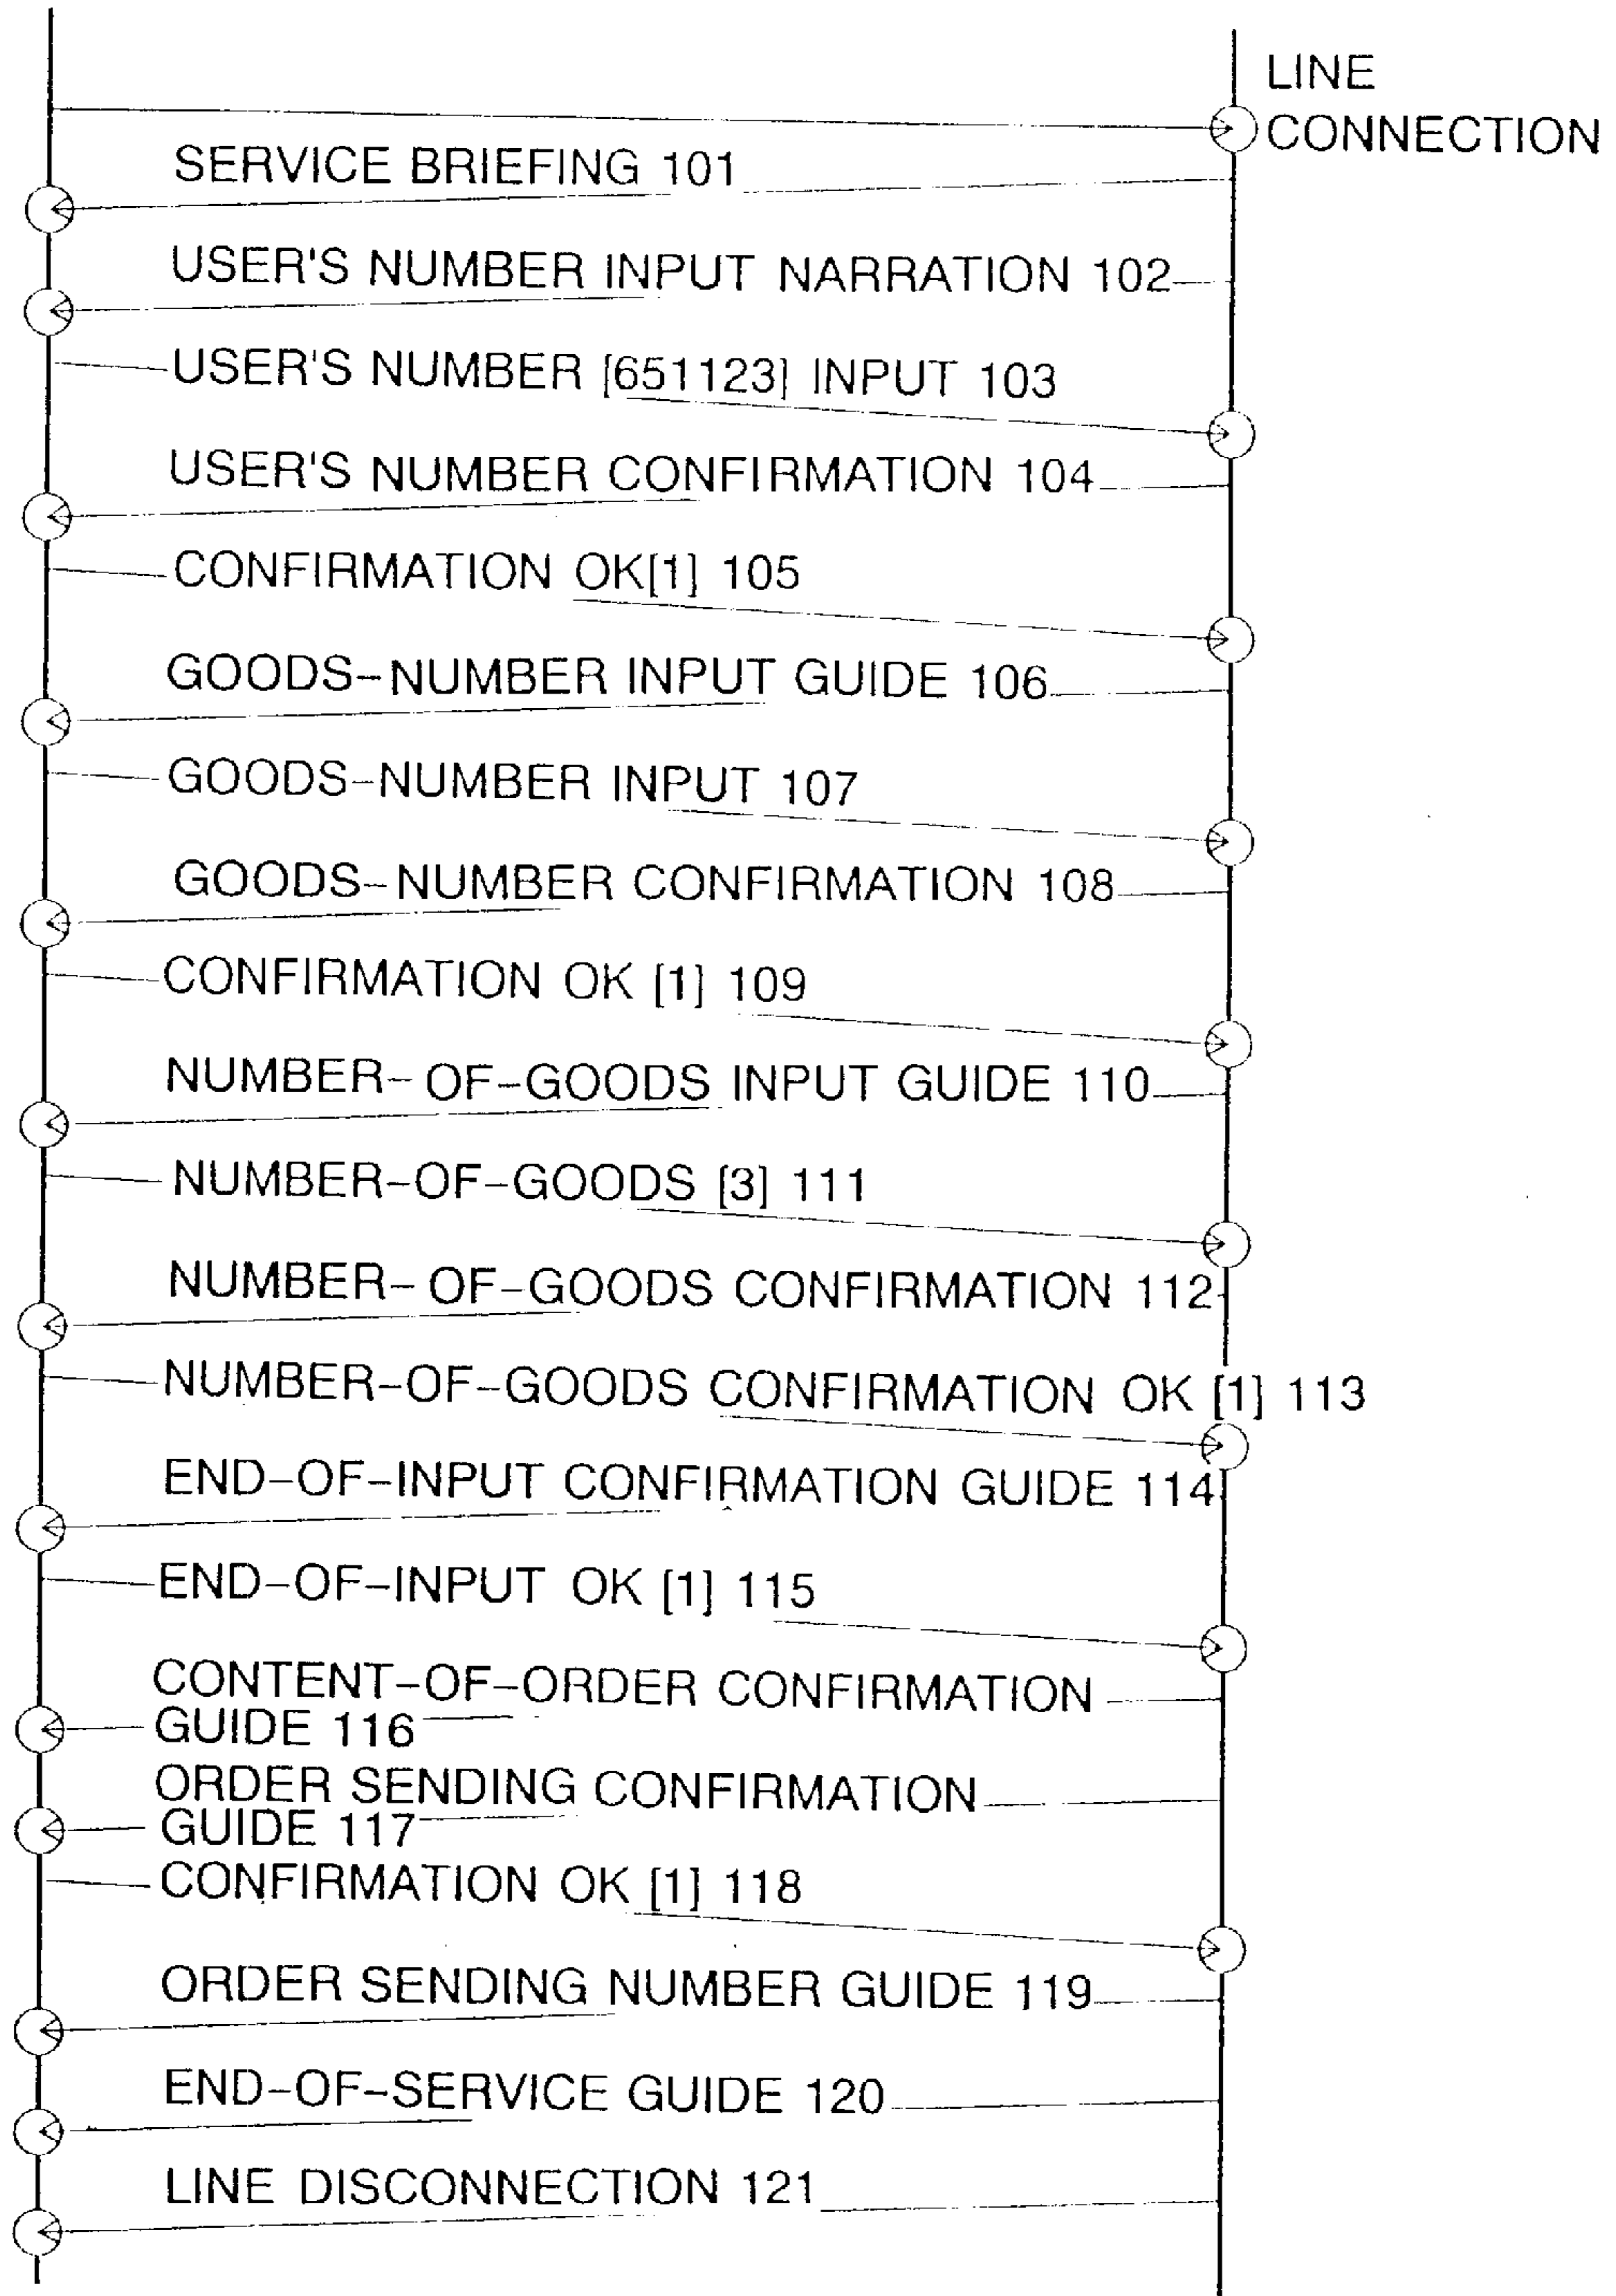 LINE
CONNECTION
SERVICE BRIEFING 101
USER'S NUMBER INPUT NARRATION 102
USER'S NUMBER [651123] INPUT 103
USER'S NUMBER CONFIRMATION 104
CONFIRMATION OK[1] 105
GOODS-NUMBER INPUT GUIDE 106
GOODS-NUMBER INPUT 107
GOODS-NUMBER CONFIRMATION 108
CONFIRMATION OK [1] 109
NUMBER-OF-GOODS INPUT GUIDE 110
NUMBER-OF-GOODS [3] 111
NUMBER-OF-GOODS CONFIRMATION 112
NUMBER-OF-GOODS CONFIRMATION OK [1] 113
END-OF-INPUT CONFIRMATION GUIDE 114
END-OF-INPUT OK [1] 115
CONTENT-OF-ORDER CONFIRMATION
GUIDE 116
ORDER SENDING CONFIRMATION
GUIDE 117
CONFIRMATION OK [1] 118
ORDER SENDING NUMBER GUIDE 119
END-OF-SERVICE GUIDE 120
LINE DISCONNECTION 121